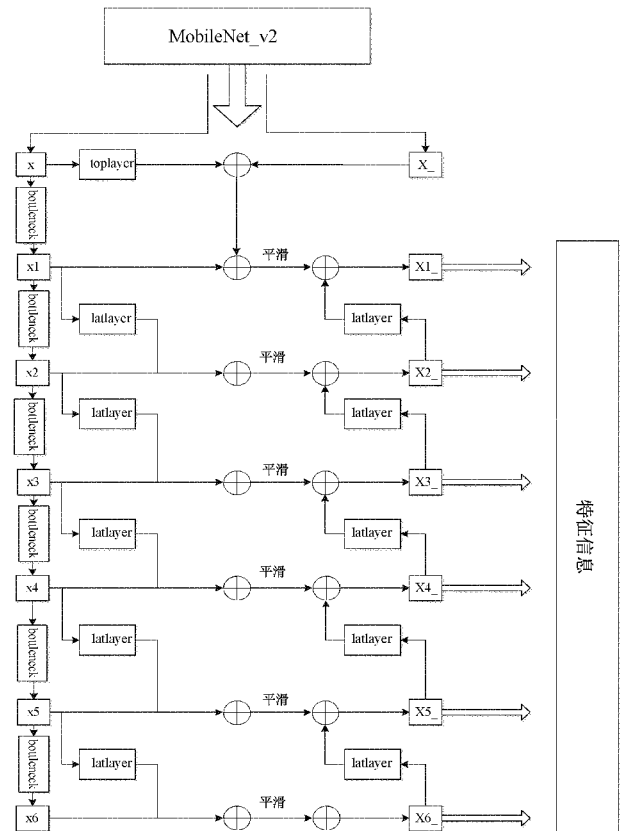 MobileNet_v2
x
toplayer
X_
bottleneck
x1
平滑
X1_
bottleneck
latlayer
latlayer
x2
平滑
X2_
bottleneck
latlayer
latlayer
x3
平滑
X3_
bottleneck
latlayer
latlayer
x4
平滑
X4_
bottleneck
latlayer
latlayer
x5
平滑
X5_
bottleneck
latlayer
latlayer
x6
平滑
X6_
特征信息